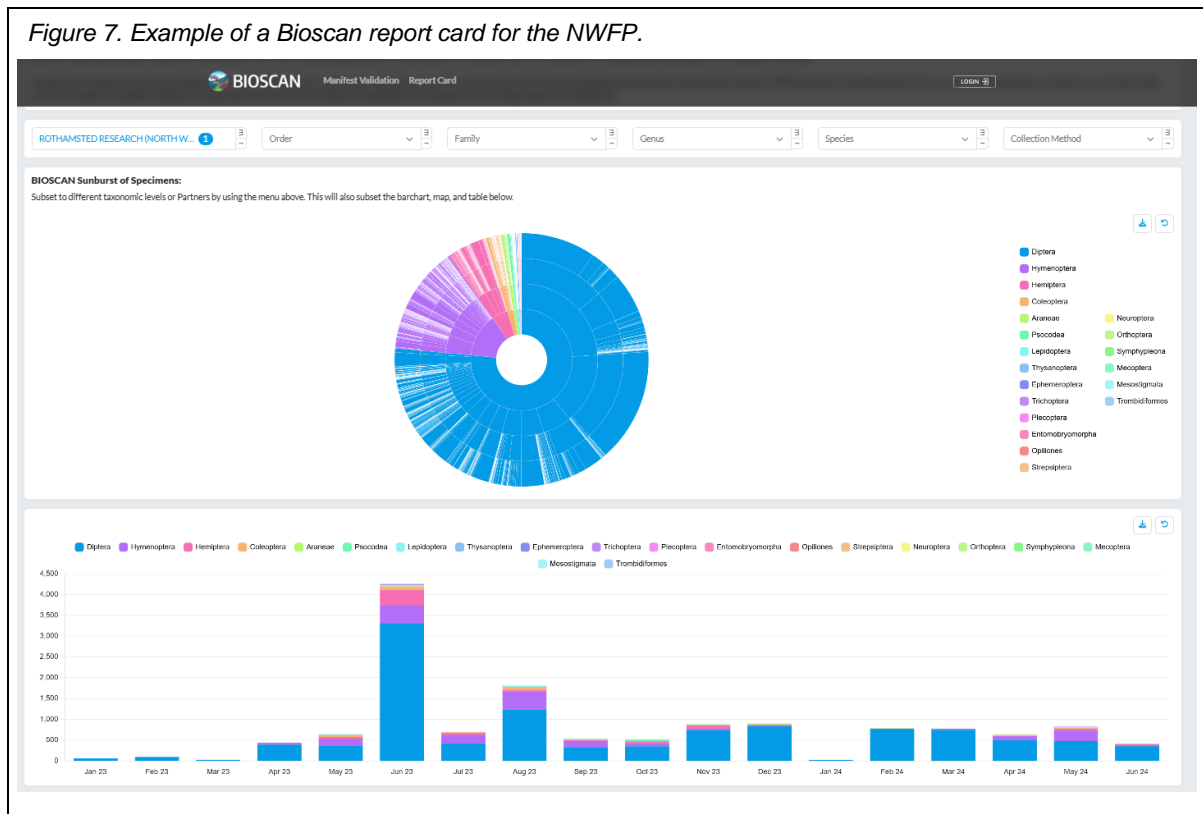 Figure 7. Example of a Bioscan report card for the NWFP.
BIOSCAN Manifest Validation Report Card LOGIN
ROTHAMSTED RESEARCH (NORTH W... 1 Order Family Genus Species Collection Method
BIOSCAN Sunburst of Specimens:
Subset to different taxonomic levels or Partners by using the menu above. This will also subset the barchart, map, and table below.
Diptera
Hymenoptera
Hemiptera
Coleoptera
Araneae Neuroptera
Psocodea Orthoptera
Lepidoptera Symphypleona
Thysanoptera Mecoptera
Ephemeroptera Mesostigmata
Trichoptera Trombidiformes
Plecoptera
Entomobryomorpha
Opiliones
Strepsiptera
Diptera Hymenoptera Hemiptera Coleoptera Araneae Psocodea Lepidoptera Thysanoptera Ephemeroptera Trichoptera Plecoptera Entomobryomorpha Opiliones Strepsiptera Neuroptera Orthoptera Symphypleona Mecoptera
Mesostigmata Trombidiformes
4,500
4,000
3,500
3,000
2,500
2,000
1,500
1,000
500
0
Jan 23 Feb 23 Mar 23 Apr 23 May 23 Jun 23 Jul 23 Aug 23 Sep 23 Oct 23 Nov 23 Dec 23 Jan 24 Feb 24 Mar 24 Apr 24 May 24 Jun 24